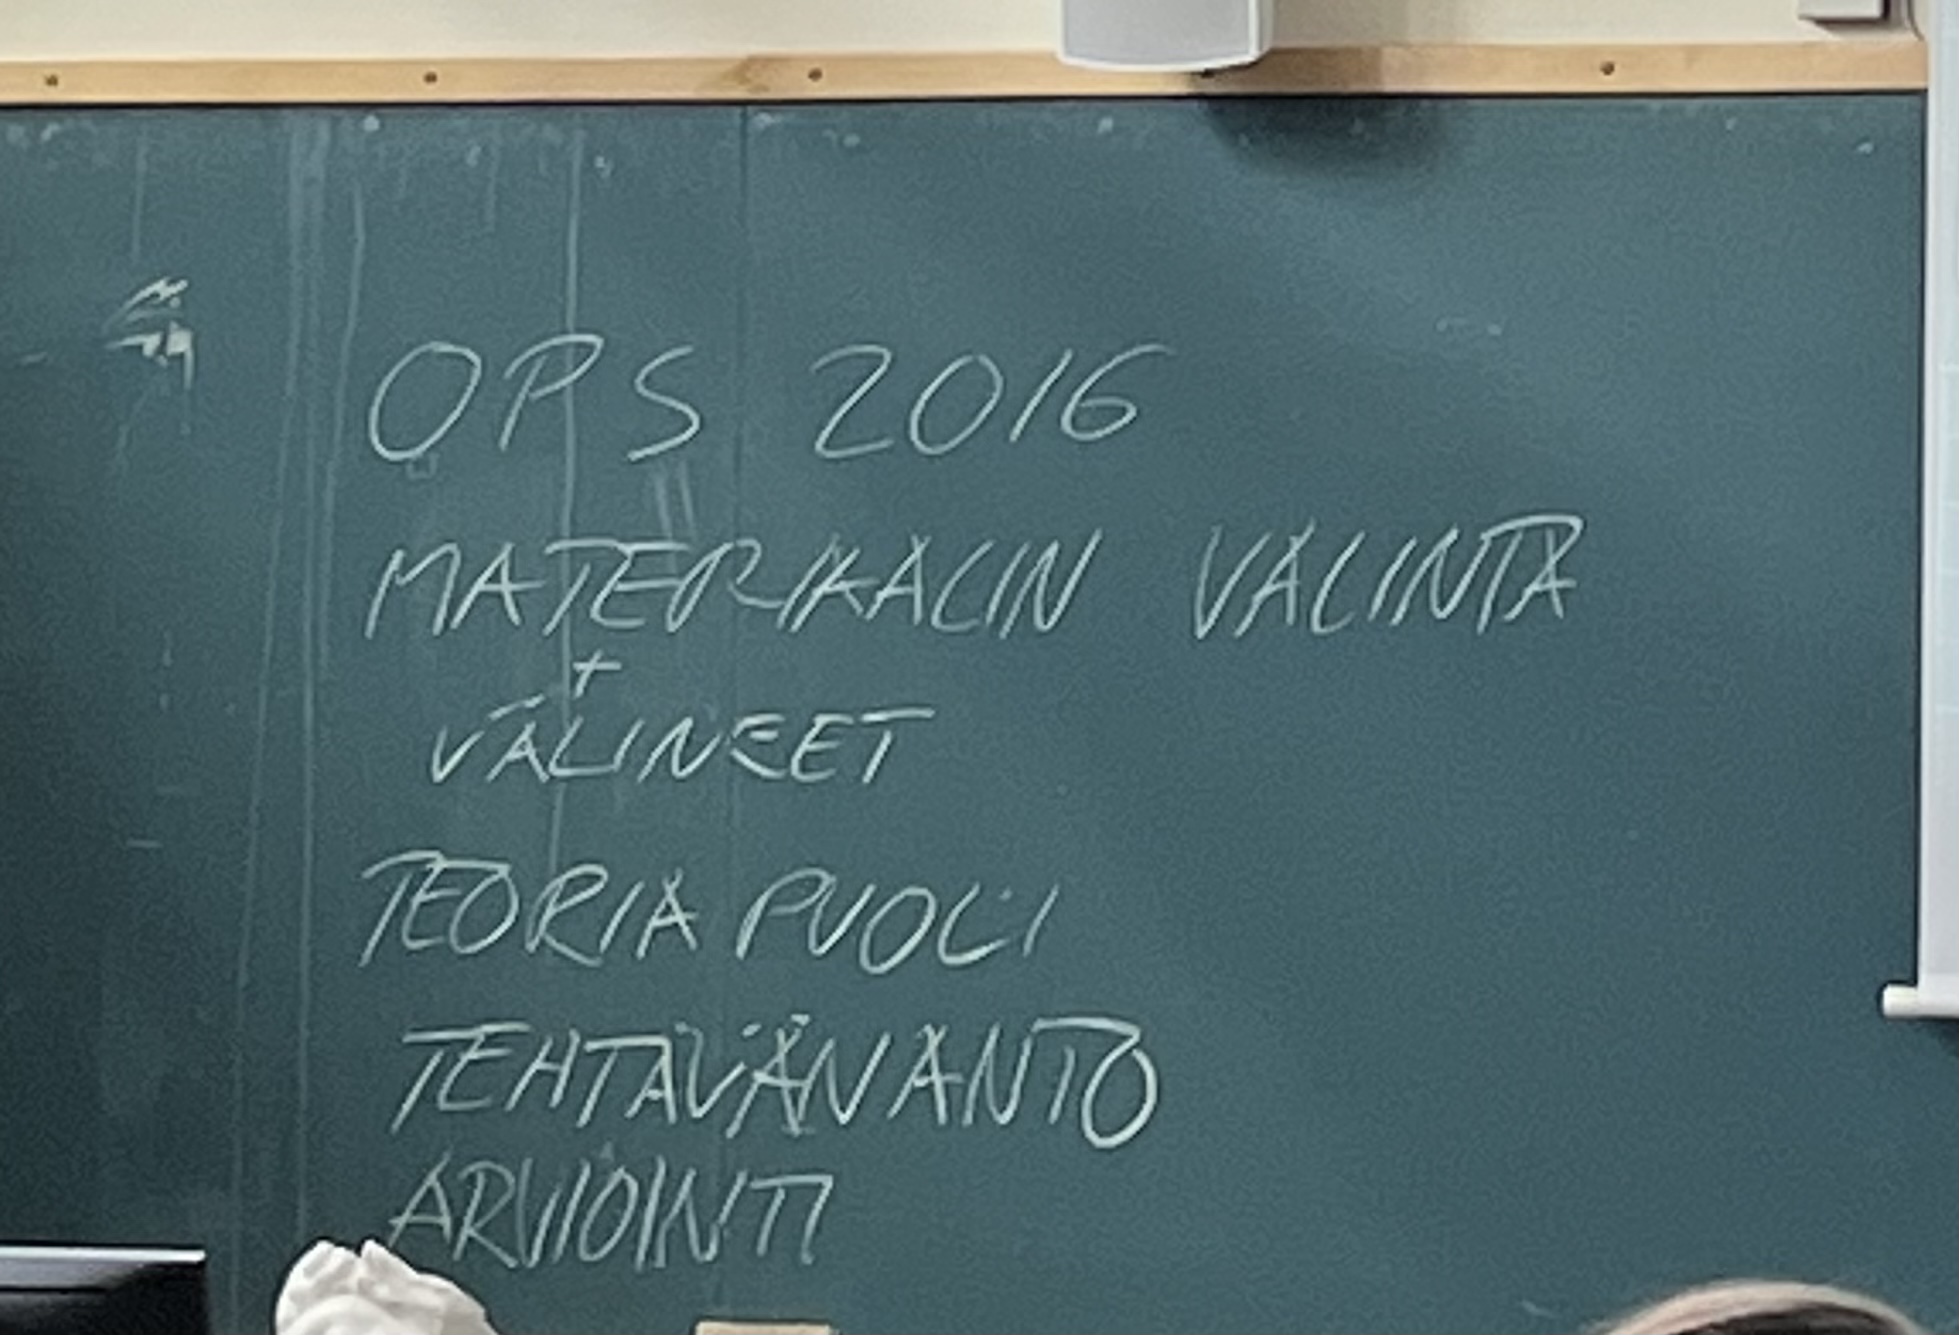 OPS 2016
MATERIAALIN VALINTA
+
VÄLINEET
TEORIA PUOLI
TEHTÄVÄNANTO
ARVIOINTI